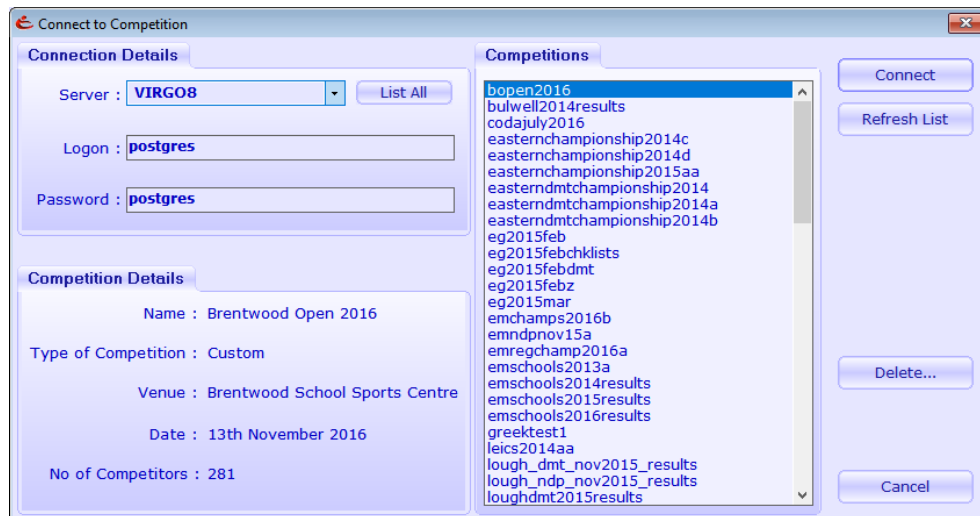 Connect to Competition
Connection Details
Server : VIRGO8
List All
Logon : postgres
Password : postgres
Competition Details
Name : Brentwood Open 2016
Type of Competition : Custom
Venue : Brentwood School Sports Centre
Date : 13th November 2016
No of Competitors : 281
Competitions
bopen2016
bulwell2014results
codajuly2016
easternchampionship2014c
easternchampionship2014d
easternchampionship2015aa
easterndmtchampionship2014
easterndmtchampionship2014a
easterndmtchampionship2014b
eg2015feb
eg2015febchklists
eg2015febdmt
eg2015febz
eg2015mar
emchamps2016b
emndpnov15a
emregchamp2016a
emschools2013a
emschools2014results
emschools2015results
emschools2016results
greektest1
leics2014aa
lough_dmt_nov2015_results
lough_ndp_nov2015_results
loughdmt2015results
Connect
Refresh List
Delete...
Cancel